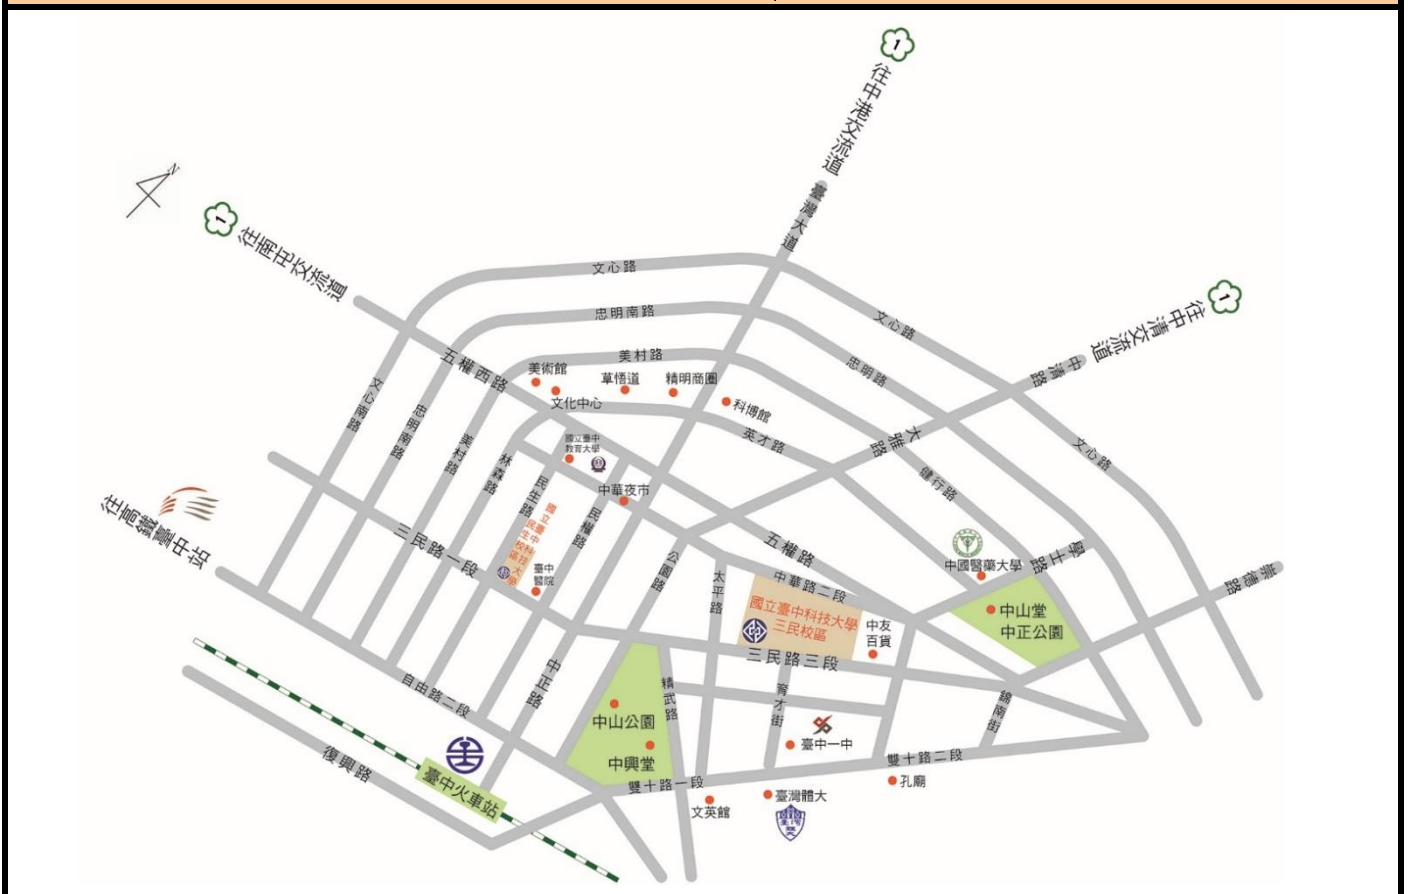 1
往中港交流道
臺灣大道
N
1
往南屯交流道
1
往中清交流道
中清路
文心路
文心路
忠明南路
忠明路
美村路
五權西路
美術館
草悟道
精明商圈
文化中心
科博館
英才路
大雅路
健行路
文心路
文心南路
忠明南路
美村路
林森路
國立臺中
教育大學
民生路
中華夜市
民權路
國立臺中科技大學
民生校區
臺中
醫院
往高鐵臺中站
三民路一段
公園路
太平路
五權路
中華路二段
國立臺中科技大學
三民校區
中友
百貨
三民路三段
中國醫藥大學
學士路
崇德路
中山堂
中正公園
中正路
自由路二段
精武路
育才街
錦南街
中山公園
中興堂
臺中一中
雙十路一段
雙十路二段
孔廟
文英館
臺灣體大
復興路
臺中火車站